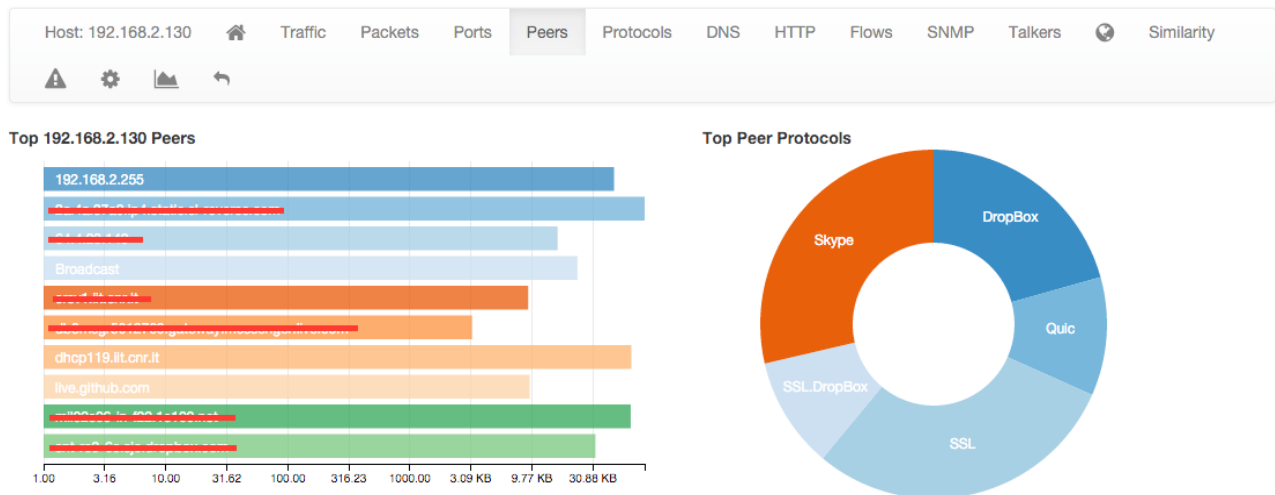 Host: 192.168.2.130 Traffic Packets Ports Peers Protocols DNS HTTP Flows SNMP Talkers Similarity
Top 192.168.2.130 Peers
192.168.2.255
Broadcast
dhcp119.iit.cnr.it
live.github.com
1.00 3.16 10.00 31.62 100.00 316.23 1000.00 3.09 KB 9.77 KB 30.88 KB
Top Peer Protocols
DropBox
Skype
Quic
SSL.DropBox
SSL